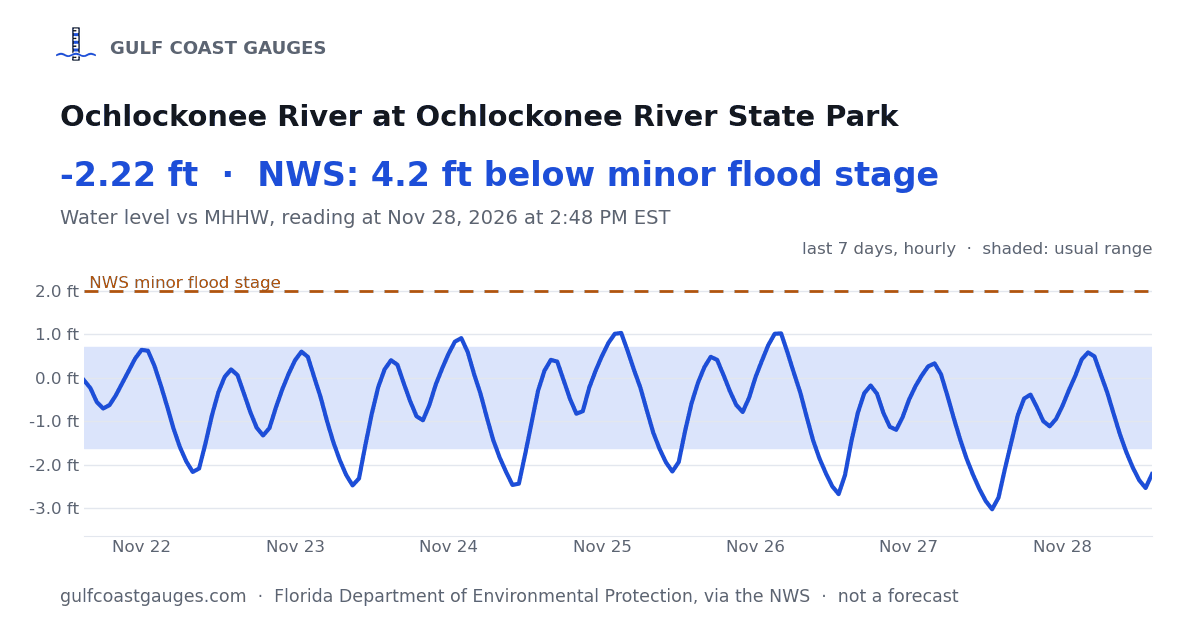 GULF COAST GAUGES
Ochlockonee River at Ochlockonee River State Park
-2.22 ft · NWS: 4.2 ft below minor flood stage
Water level vs MHHW, reading at Nov 28, 2026 at 2:48 PM EST
last 7 days, hourly · shaded: usual range
NWS minor flood stage
2.0 ft
1.0 ft
0.0 ft
-1.0 ft
-2.0 ft
-3.0 ft
Nov 22 Nov 23 Nov 24 Nov 25 Nov 26 Nov 27 Nov 28
gulfcoastgauges.com · Florida Department of Environmental Protection, via the NWS · not a forecast